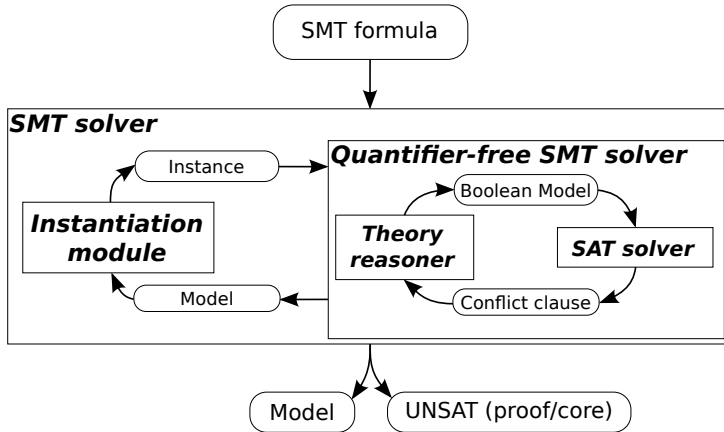 SMT formula
SMT solver
Instance
Quantifier-free SMT solver
Boolean Model
Instantiation
module
Theory
reasoner
SAT solver
Model
Conflict clause
Model
UNSAT (proof/core)